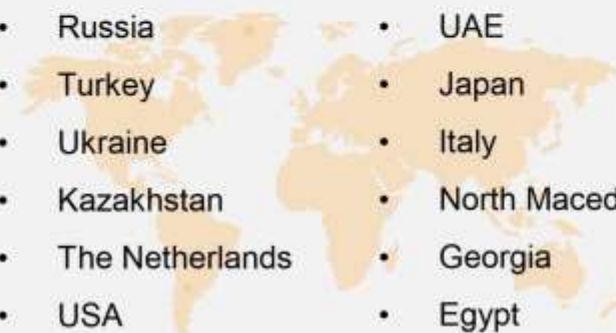 • Russia
• Turkey
• Ukraine
• Kazakhstan
• The Netherlands
• USA
• UAE
• Japan
• Italy
• North Maced
• Georgia
• Egypt